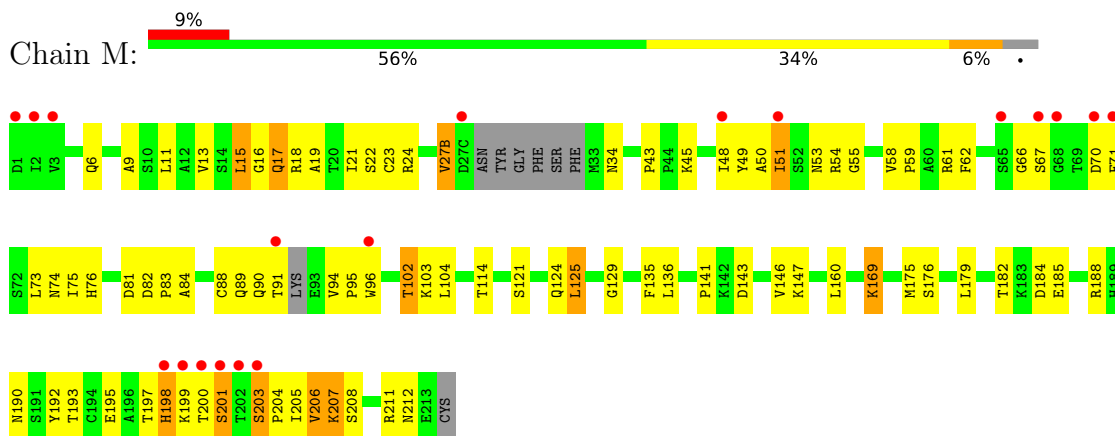 9%
Chain M:
56% 34% 6% •
D1 I2 V3 Q6 A9 S10 L11 A12 V13 S14 L15 G16 Q17 R18 A19 T20 I21 S22 C23 R24 V27B D27C ASN TYR GLY PHE SER PHE M33 N34 P43 P44 K45 I48 Y49 A50 I51 S52 N53 R54 G55 V58 P59 A60 R61 F62 S65 G66 S67 G68 T69 D70
S72 L73 N74 I75 H76 D81 D82 P83 A84 C88 Q89 Q90 T91 LYS E93 V94 P95 W96 T102 K103 L104 T114 S121 Q124 L125 G129 F135 L136 P141 K142 D143 V146 K147 L160 K169 M175 S176 L179 T182 K183 D184 E185 R188
N190 S191 Y192 T193 C194 E195 A196 T197 H198 K199 T200 S201 T202 S203 P204 I205 V206 K207 S208 R211 N212 E213 CYS